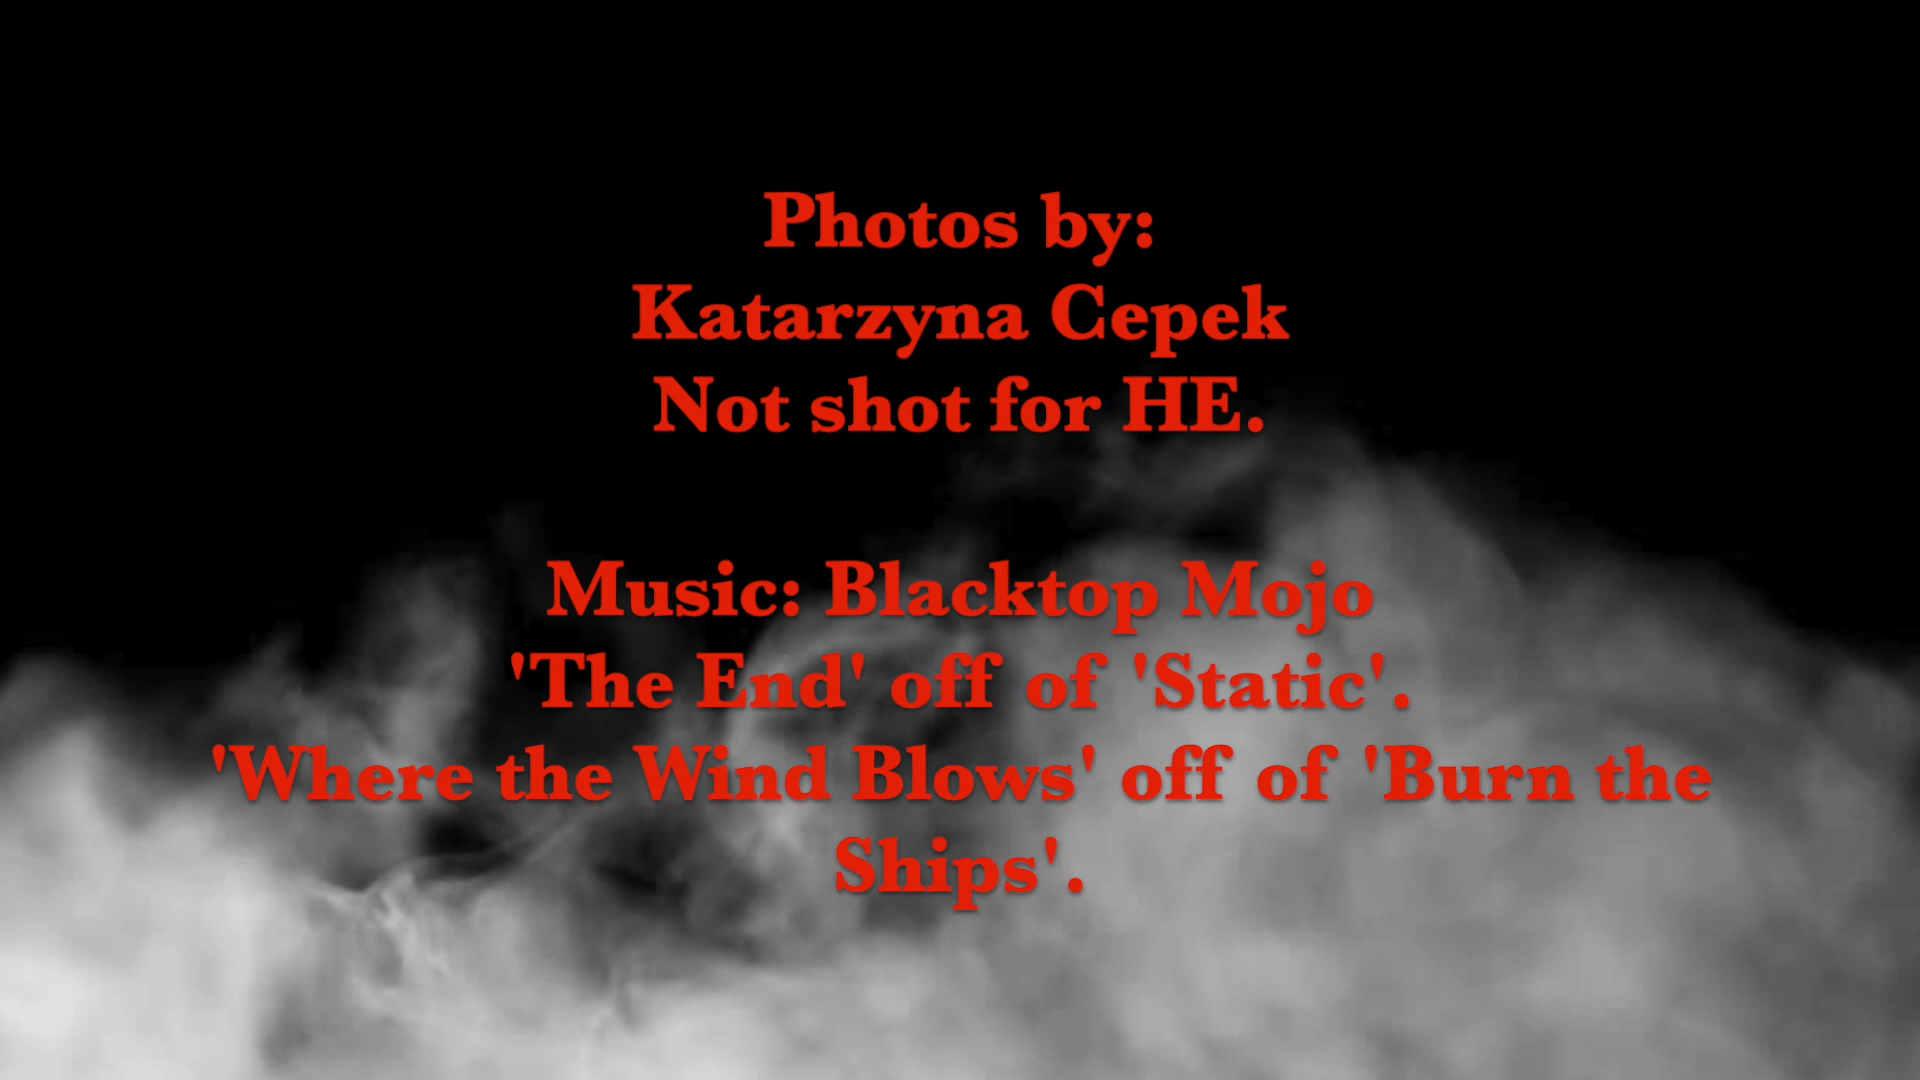 Photos by:
Katarzyna Cepek
Not shot for HE.
Music: Blacktop Mojo
'The End' off of 'Static'.
'Where the Wind Blows' off of 'Burn the
Ships'.